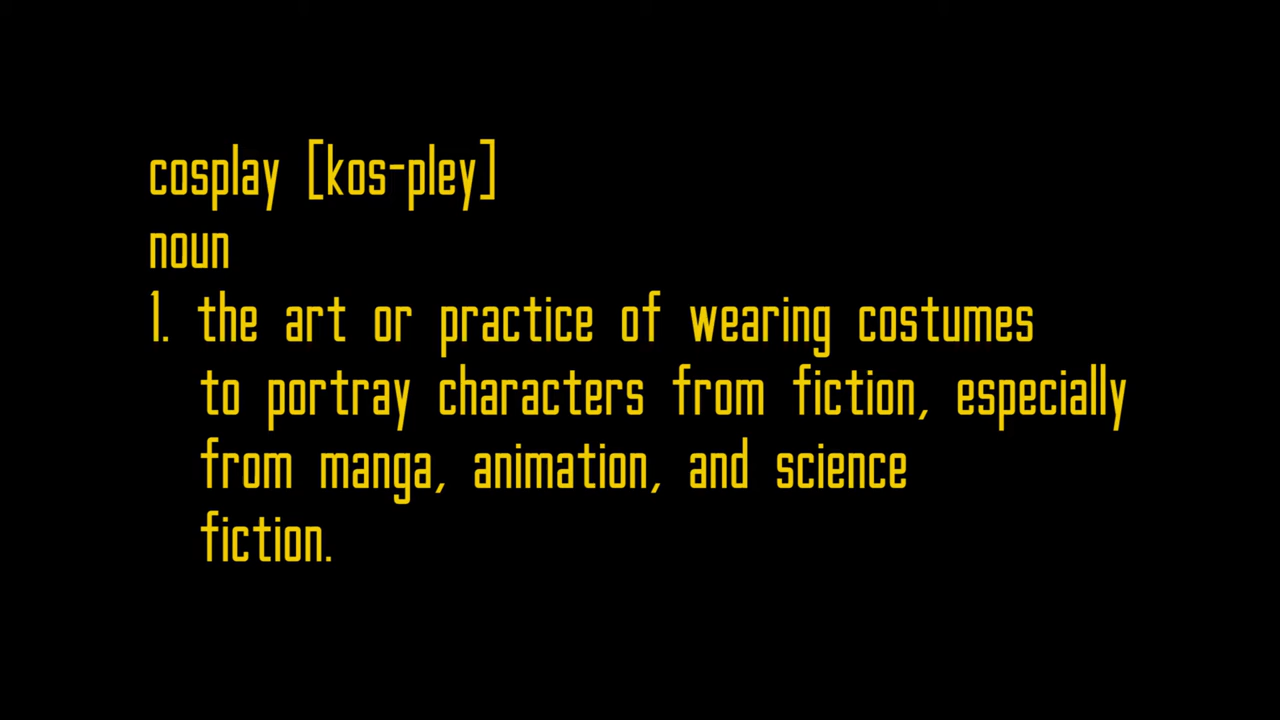 cosplay [kos-pley]
noun
1. the art or practice of wearing costumes
to portray characters from fiction, especially
from manga, animation, and science
fiction.